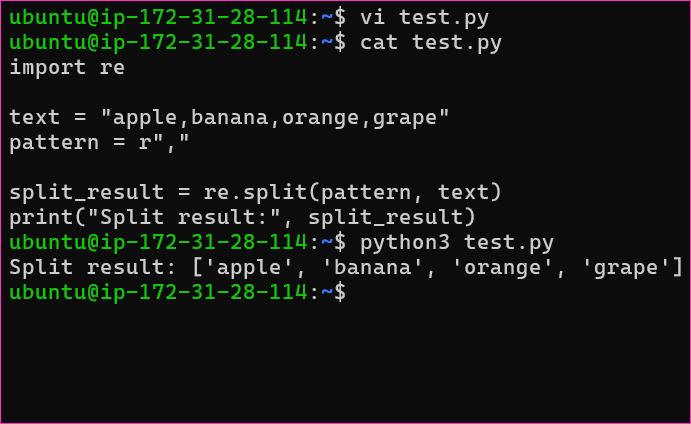 ubuntu@ip-172-31-28-114:~$ vi test.py
ubuntu@ip-172-31-28-114:~$ cat test.py
import re
text = "apple,banana,orange,grape"
pattern = r","
split_result = re.split(pattern, text)
print("Split result:", split_result)
ubuntu@ip-172-31-28-114:~$ python3 test.py
Split result: ['apple', 'banana', 'orange', 'grape']
ubuntu@ip-172-31-28-114:~$